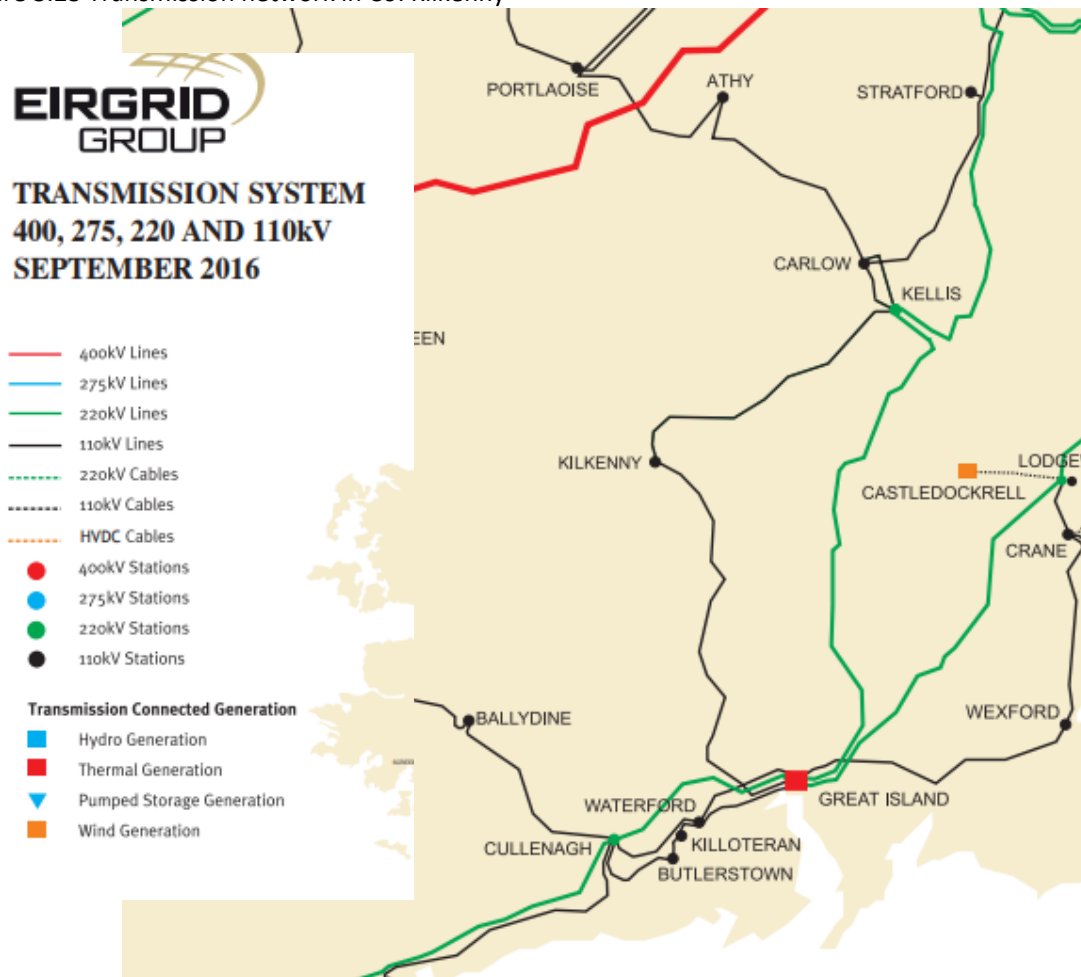 EIRGRID
GROUP
TRANSMISSION SYSTEM
400, 275, 220 AND 110kV
SEPTEMBER 2016
400kV Lines
275kV Lines
220kV Lines
110kV Lines
220kV Cables
110kV Cables
HVDC Cables
400kV Stations
275kV Stations
220kV Stations
110kV Stations
Transmission Connected Generation
Hydro Generation
Thermal Generation
Pumped Storage Generation
Wind Generation
PORTLAOISE
ATHY
STRATFORD
CARLOW
KELLIS
EEN
KILKENNY
LODGE
CASTLEDOCKRELL
CRANE
BALLYDINE
WEXFORD
GREAT ISLAND
WATERFORD
CULLENAGH
KILLOTERAN
BUTLERSTOWN